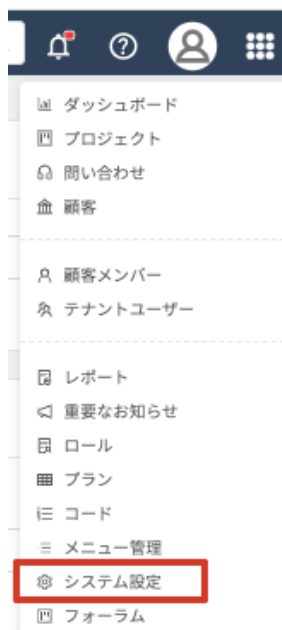 ダッシュボード
プロジェクト
問い合わせ
顧客
顧客メンバー
テナントユーザー
レポート
重要なお知らせ
ロール
プラン
コード
メニュー管理
システム設定
フォーラム